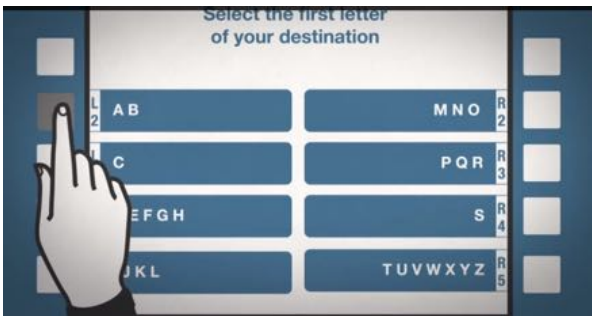 Select the first letter
of your destination
L
2
AB
MNO
R
2
C
PQR
R
3
EFGH
S
R
4
JKL
TUVWXYZ
R
5